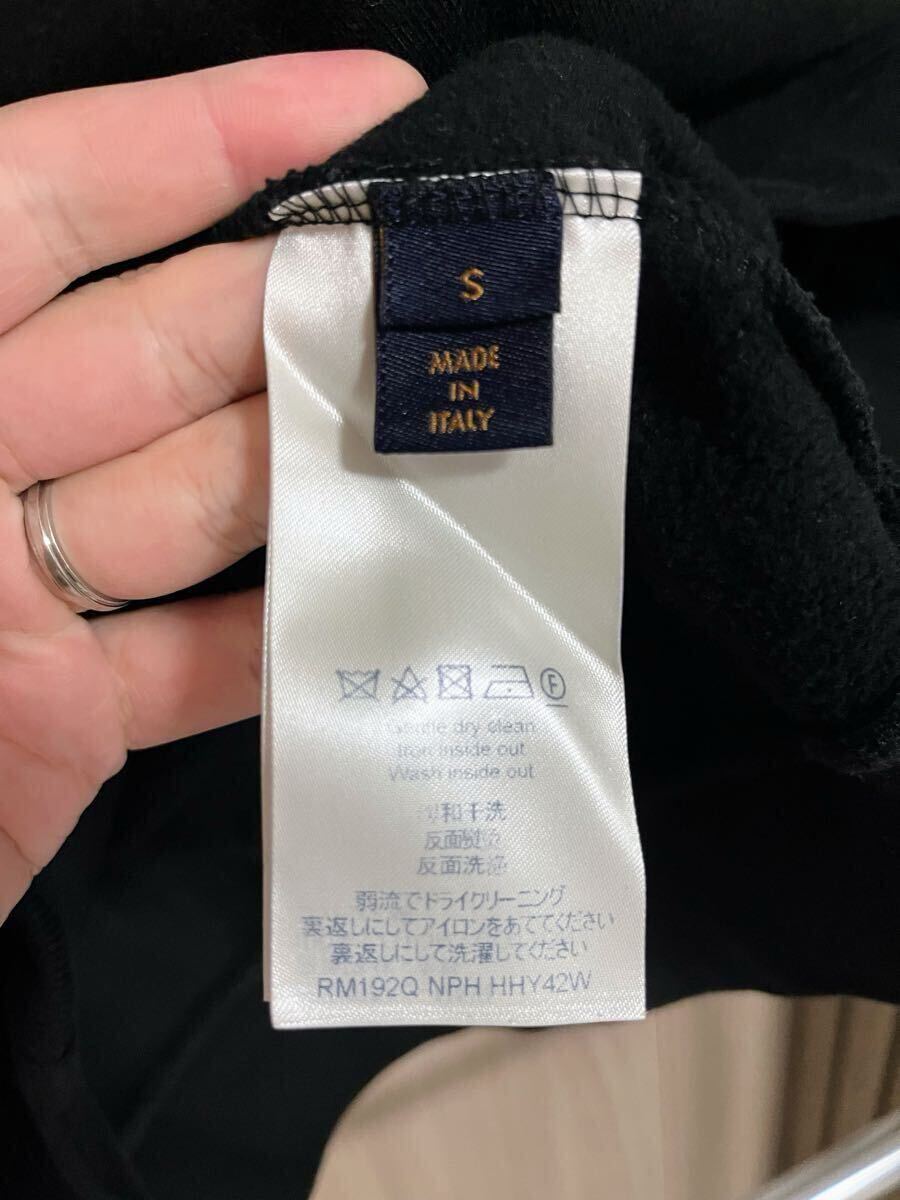 S
MADE
IN
ITALY
F
Gentle dry clean
Iron inside out
Wash inside out
和干洗
反面熨
反面洗
弱流でドライクリーニング
裏返しにしてアイロンをあててください
裏返しにして洗濯してください
RM192Q NPH HHY42W